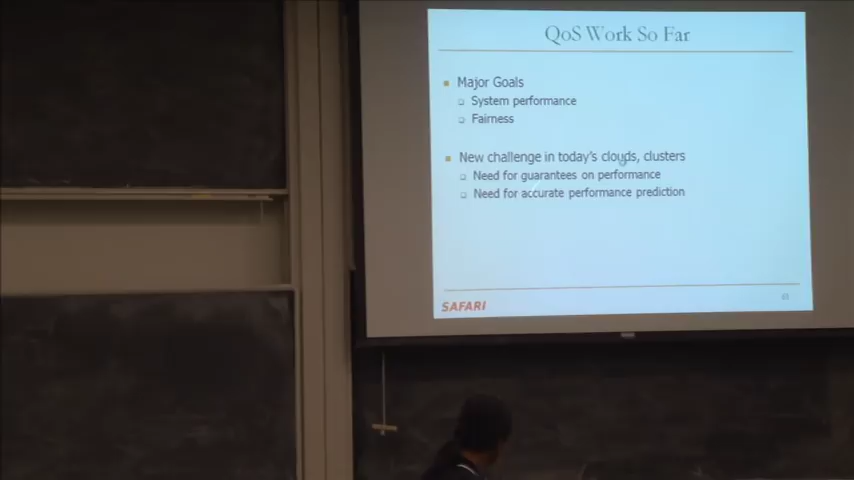 QoS Work So Far
Major Goals
System performance
Fairness
New challenge in today's clouds, clusters
Need for guarantees on performance
Need for accurate performance prediction
SAFARI